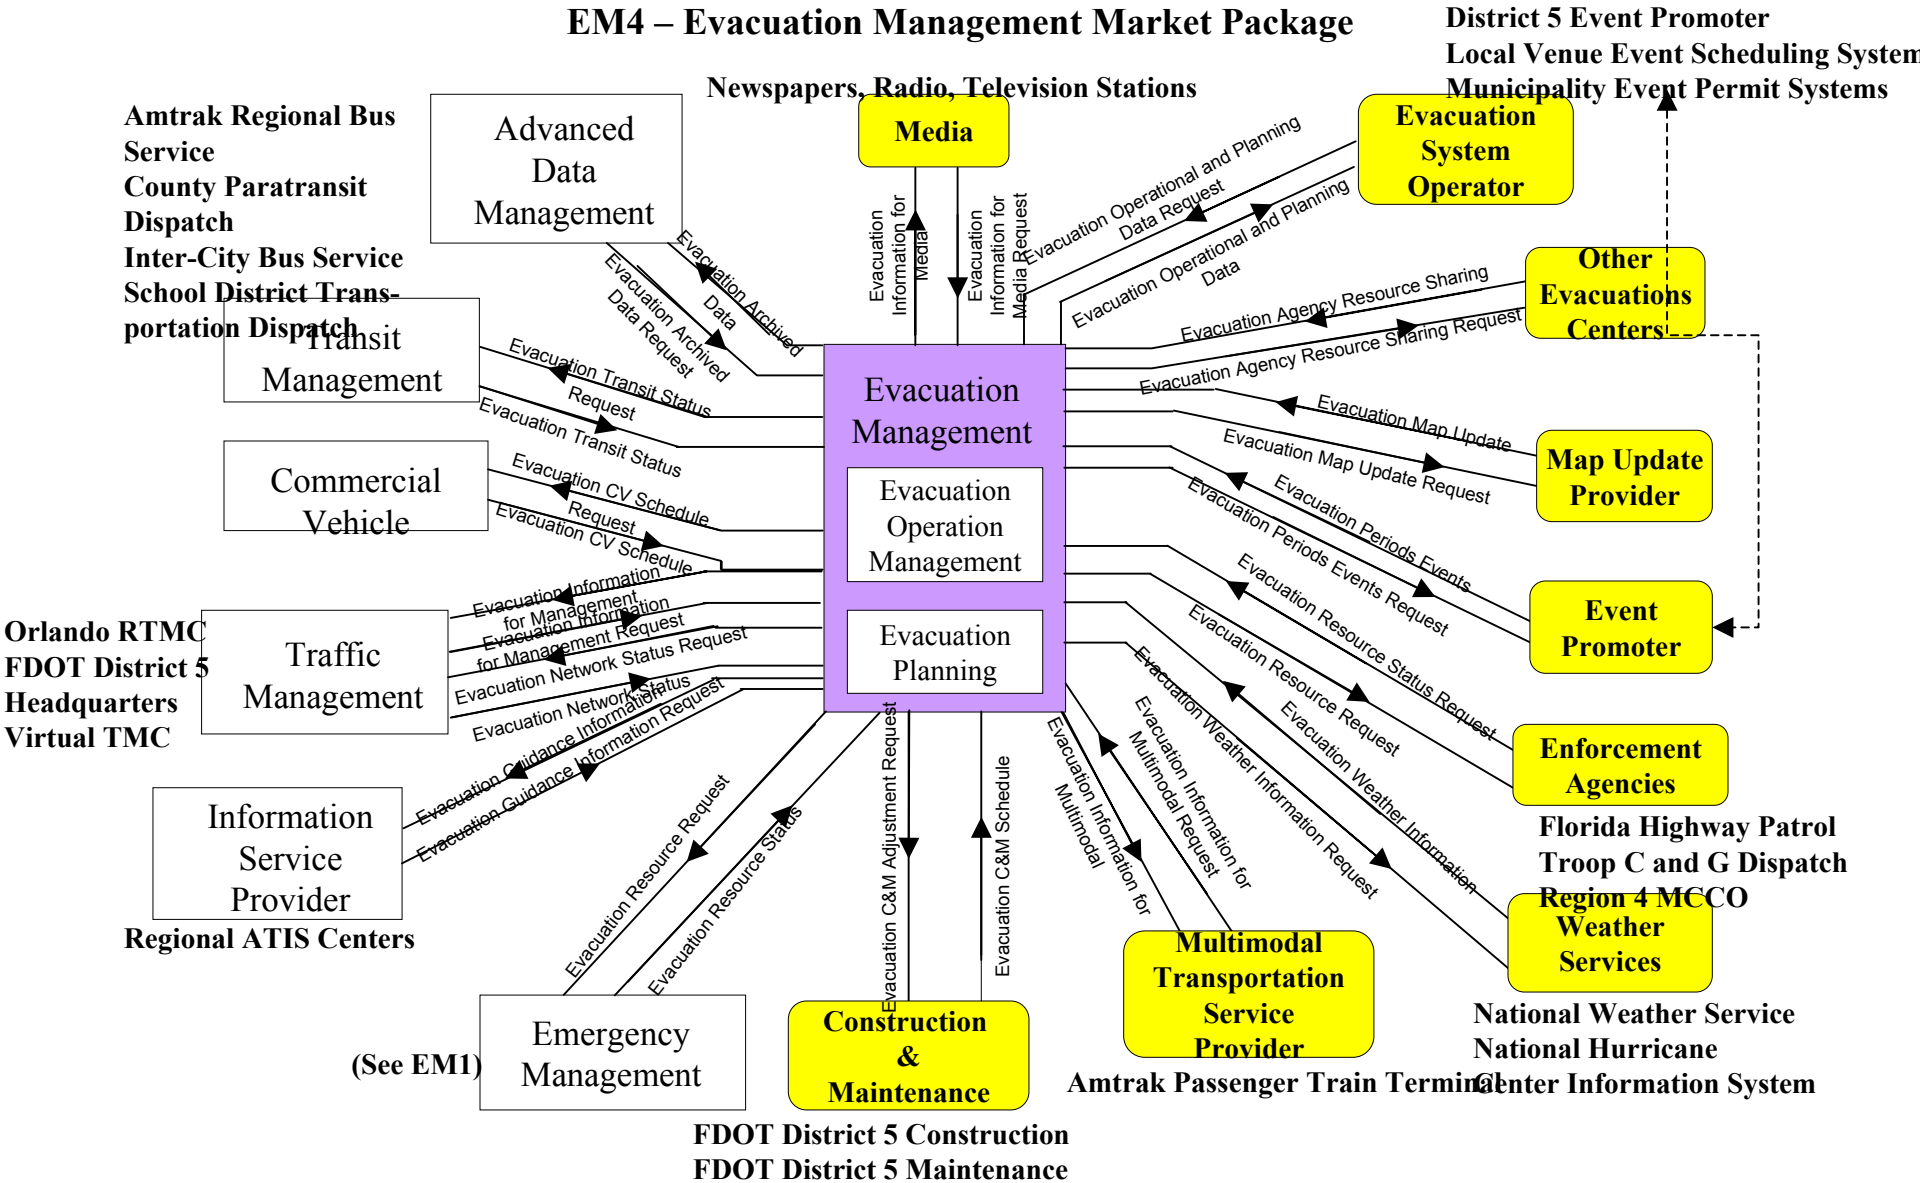 EM4 – Evacuation Management Market Package
District 5 Event Promoter
Local Venue Event Scheduling System
Municipality Event Permit Systems
Newspapers, Radio, Television Stations
Amtrak Regional Bus
Service
County Paratransit
Dispatch
Inter-City Bus Service
School District Trans-
portation Dispatch
Advanced
Data
Management
Media
Evacuation
System
Operator
Other
Evacuations
Centers
Map Update
Provider
Event
Promoter
Enforcement
Agencies
Florida Highway Patrol
Troop C and G Dispatch
Region 4 MCCO
Weather
Services
National Weather Service
National Hurricane
Center Information System
Multimodal
Transportation
Service
Provider
Amtrak Passenger Train Terminal
Construction
&
Maintenance
FDOT District 5 Construction
FDOT District 5 Maintenance
Emergency
Management
(See EM1)
Information
Service
Provider
Regional ATIS Centers
Traffic
Management
Orlando RTMC
FDOT District 5
Headquarters
Virtual TMC
Commercial
Vehicle
Transit
Management
Evacuation
Management
Evacuation
Operation
Management
Evacuation
Planning
Evacuation Archived
Data
Evacuation Archived
Data Request
Evacuation
Information for
Media
Evacuation
Information for
Media Request
Evacuation Operational and Planning
Data Request
Evacuation Operational and Planning
Data
Evacuation Agency Resource Sharing
Evacuation Agency Resource Sharing Request
Evacuation Map Update
Evacuation Map Update Request
Evacuation Periods Events
Evacuation Periods Events Request
Evacuation Resource Status Request
Evacuation Resource Request
Evacuation Weather Information
Evacuation Weather Information Request
Evacuation Information for
Multimodal Request
Evacuation Information for
Multimodal
Evacuation C&M Schedule
Evacuation C&M Adjustment Request
Evacuation Resource Status
Evacuation Resource Request
Evacuation Guidance Information
Evacuation Guidance Information Request
Evacuation Network Status
Evacuation Network Status Request
Evacuation Information
for Management Request
Evacuation Information
for Management
Evacuation CV Schedule
Evacuation CV Schedule
Request
Evacuation Transit Status
Evacuation Transit Status
Request